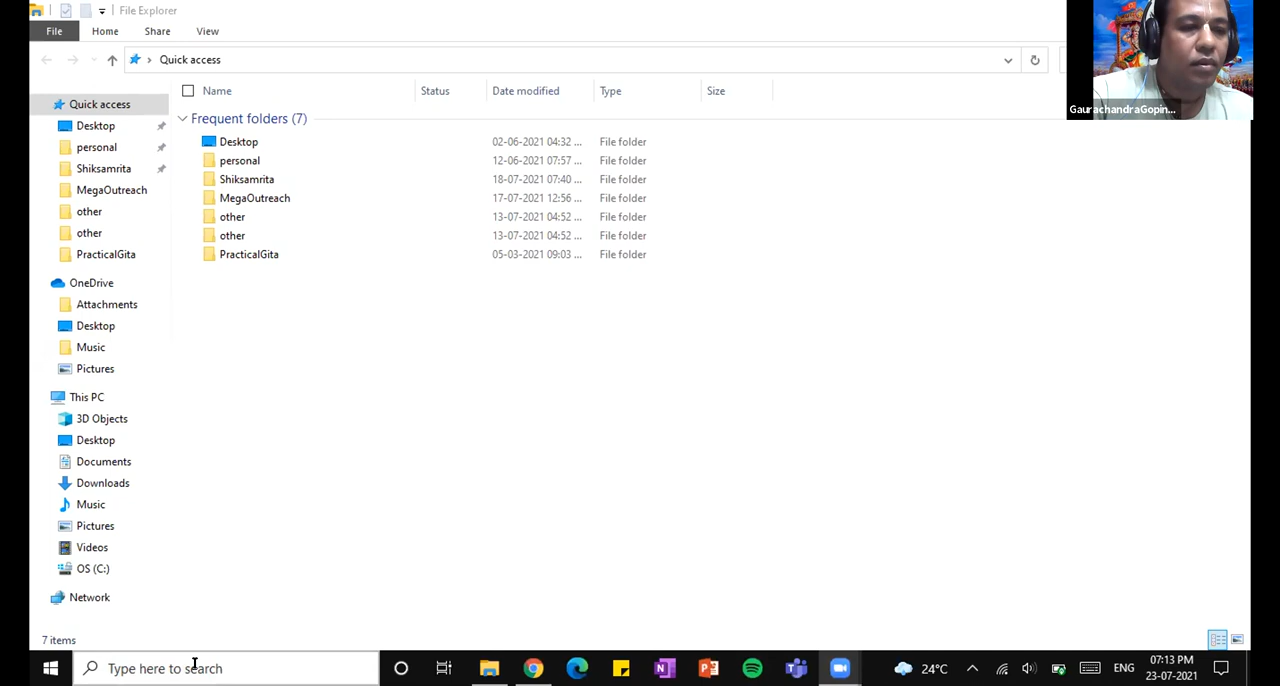 File Explorer
File Home Share View
Quick access
Name Status Date modified Type Size
Frequent folders (7)
Desktop 02-06-2021 04:32 ... File folder
personal 12-06-2021 07:57 ... File folder
Shiksamrita 18-07-2021 07:40 ... File folder
MegaOutreach 17-07-2021 12:56 ... File folder
other 13-07-2021 04:52 ... File folder
other 13-07-2021 04:52 ... File folder
PracticalGita 05-03-2021 09:03 ... File folder
Quick access
Desktop
personal
Shiksamrita
MegaOutreach
other
other
PracticalGita
OneDrive
Attachments
Desktop
Music
Pictures
This PC
3D Objects
Desktop
Documents
Downloads
Music
Pictures
Videos
OS (C:)
Network
7 items
GaurachandraGopin...
Type here to search
24°C ENG 07:13 PM
23-07-2021